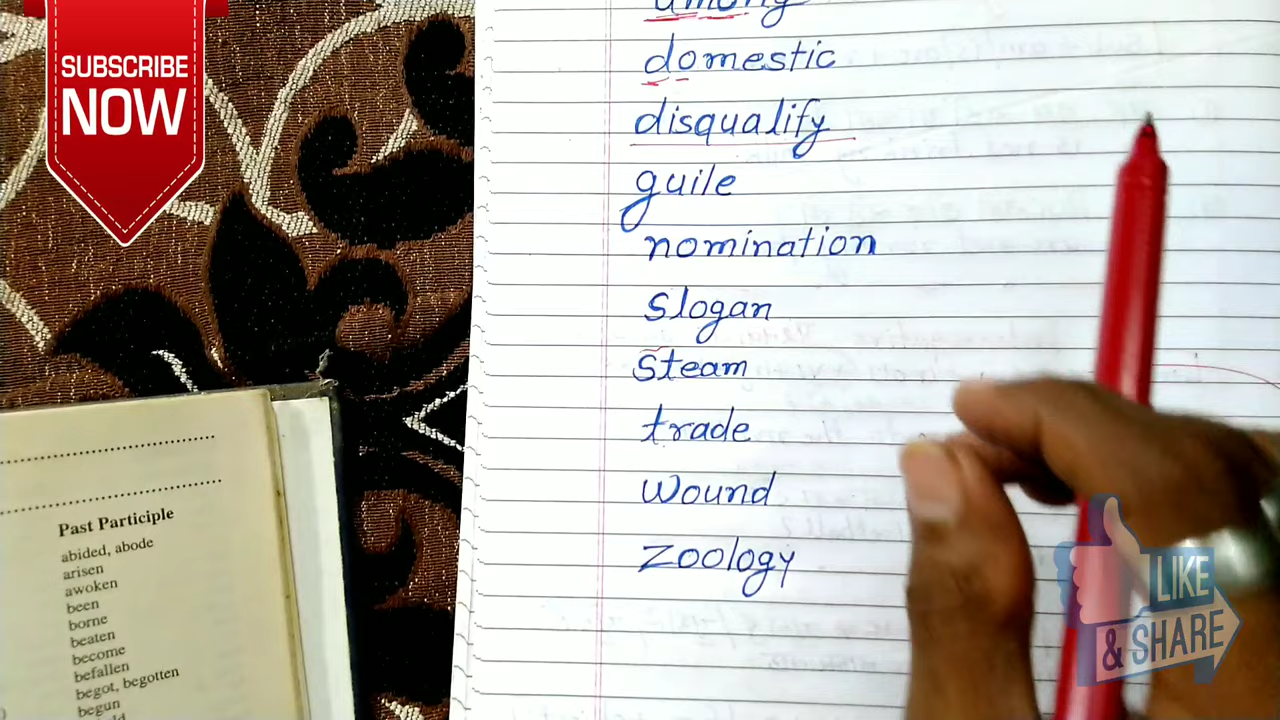 SUBSCRIBE
NOW
among
domestic
disqualify
guile
nomination
Slogan
Steam
trade
wound
zoology
Past Participle
abided, abode
arisen
awoken
been
borne
beaten
become
befallen
begot, begotten
begun
LIKE
& SHARE